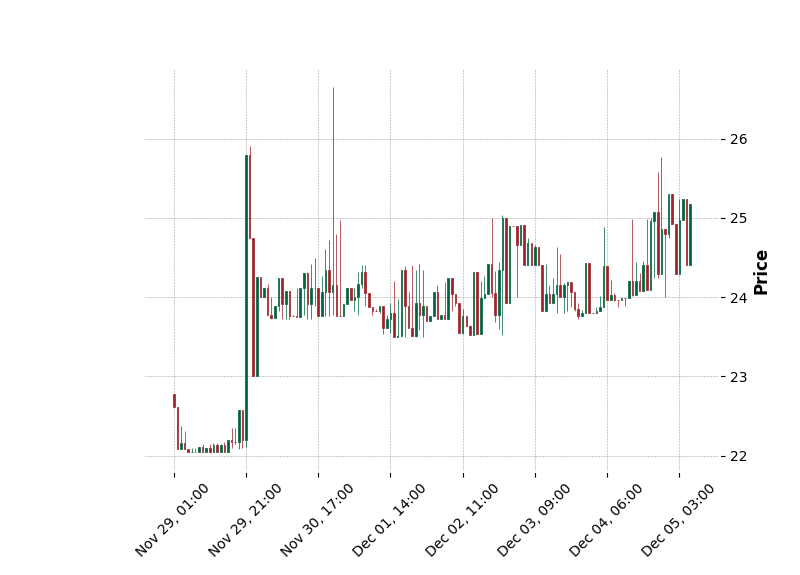 26
25
24
23
22
Price
Nov 29, 01:00
Nov 29, 21:00
Nov 30, 17:00
Dec 01, 14:00
Dec 02, 11:00
Dec 03, 09:00
Dec 04, 06:00
Dec 05, 03:00